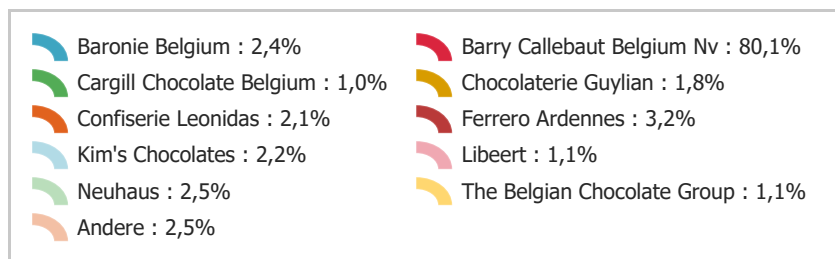 Baronie Belgium : 2,4%
Barry Callebaut Belgium Nv : 80,1%
Cargill Chocolate Belgium : 1,0%
Chocolaterie Guylian : 1,8%
Confiserie Leonidas : 2,1%
Ferrero Ardennes : 3,2%
Kim's Chocolates : 2,2%
Libeert : 1,1%
Neuhaus : 2,5%
The Belgian Chocolate Group : 1,1%
Andere : 2,5%